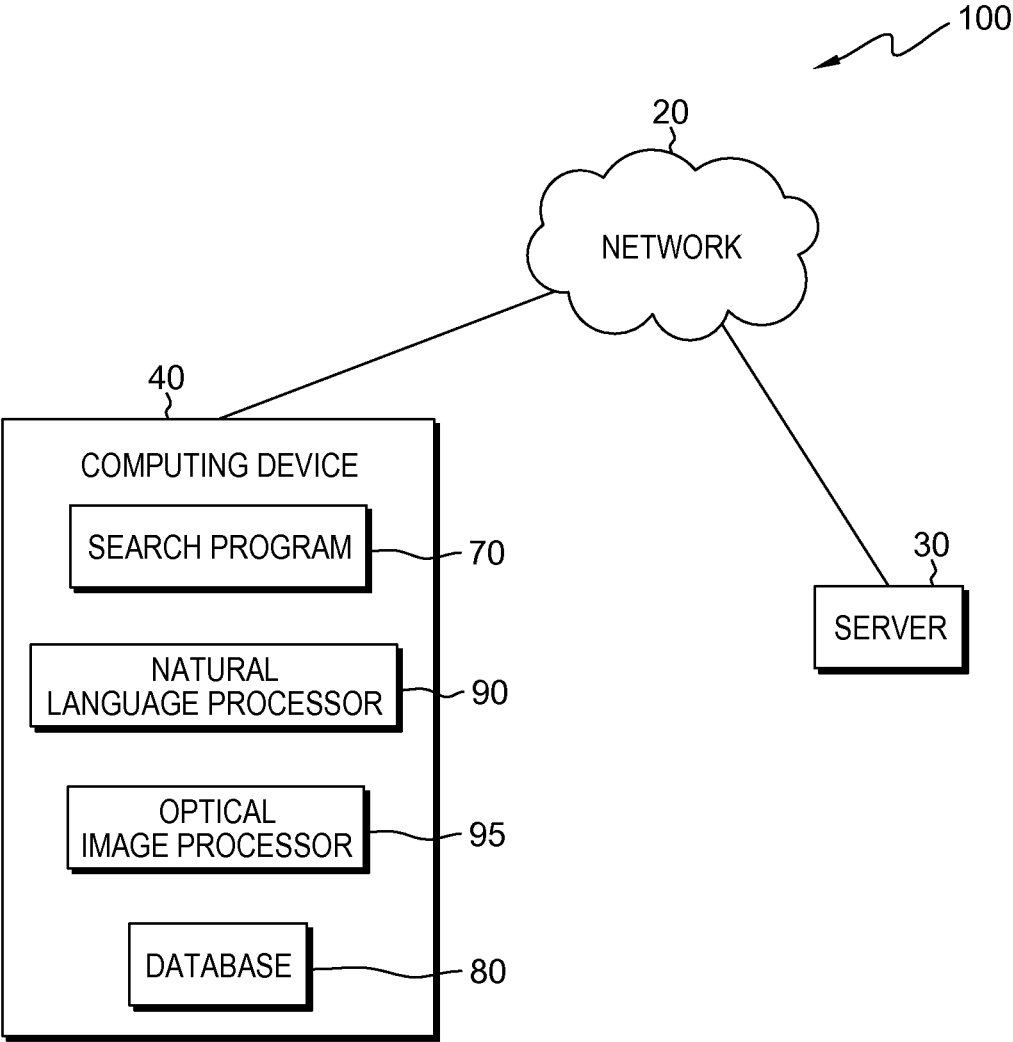 100
20
NETWORK
40
COMPUTING DEVICE
SEARCH PROGRAM
70
30
SERVER
NATURAL
LANGUAGE PROCESSOR
90
OPTICAL
IMAGE PROCESSOR
95
DATABASE
80